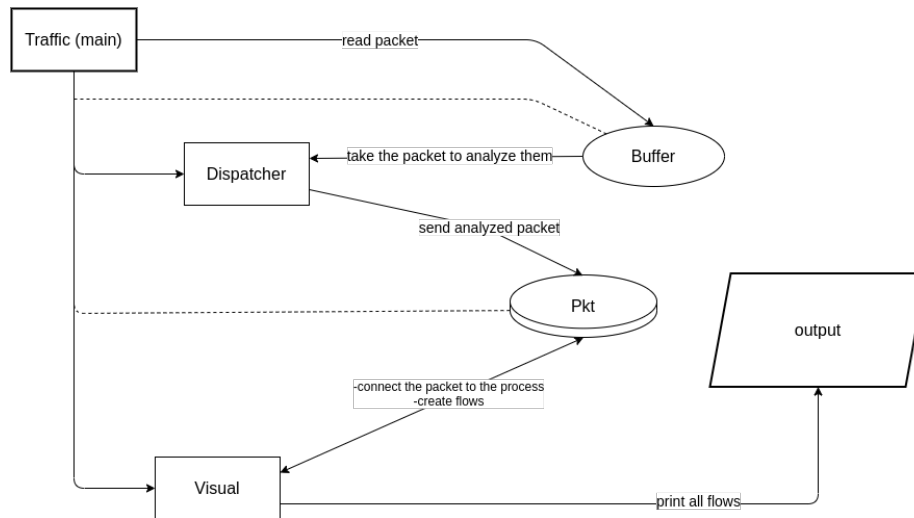 Traffic (main)
read packet
take the packet to analyze them
Buffer
Dispatcher
send analyzed packet
Pkt
output
-connect the packet to the process
-create flows
Visual
print all flows